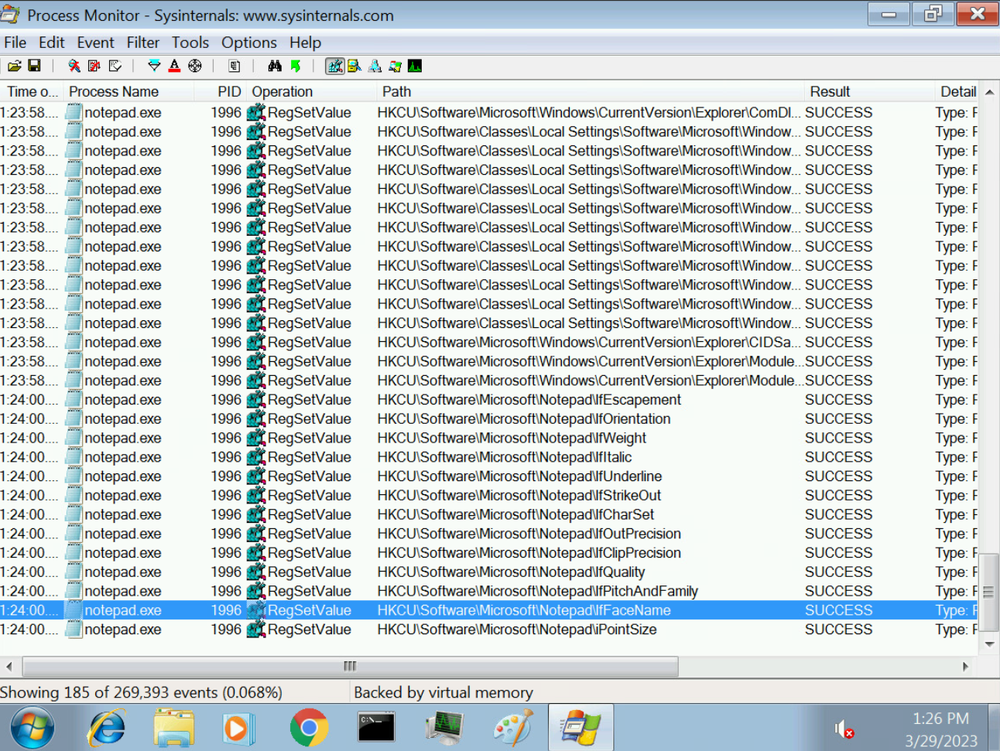 Process Monitor - Sysinternals: www.sysinternals.com
File Edit Event Filter Tools Options Help
Time o... Process Name PID Operation Path Result Detail
1:23:58.... notepad.exe 1996 RegSetValue HKCU\Software\Microsoft\Windows\CurrentVersion\Explorer\ComDl... SUCCESS Type: F
1:23:58.... notepad.exe 1996 RegSetValue HKCU\Software\Classes\Local Settings\Software\Microsoft\Window... SUCCESS Type: F
1:23:58.... notepad.exe 1996 RegSetValue HKCU\Software\Classes\Local Settings\Software\Microsoft\Window... SUCCESS Type: F
1:23:58.... notepad.exe 1996 RegSetValue HKCU\Software\Classes\Local Settings\Software\Microsoft\Window... SUCCESS Type: F
1:23:58.... notepad.exe 1996 RegSetValue HKCU\Software\Classes\Local Settings\Software\Microsoft\Window... SUCCESS Type: F
1:23:58.... notepad.exe 1996 RegSetValue HKCU\Software\Classes\Local Settings\Software\Microsoft\Window... SUCCESS Type: F
1:23:58.... notepad.exe 1996 RegSetValue HKCU\Software\Classes\Local Settings\Software\Microsoft\Window... SUCCESS Type: F
1:23:58.... notepad.exe 1996 RegSetValue HKCU\Software\Classes\Local Settings\Software\Microsoft\Window... SUCCESS Type: F
1:23:58.... notepad.exe 1996 RegSetValue HKCU\Software\Classes\Local Settings\Software\Microsoft\Window... SUCCESS Type: F
1:23:58.... notepad.exe 1996 RegSetValue HKCU\Software\Classes\Local Settings\Software\Microsoft\Window... SUCCESS Type: F
1:23:58.... notepad.exe 1996 RegSetValue HKCU\Software\Classes\Local Settings\Software\Microsoft\Window... SUCCESS Type: F
1:23:58.... notepad.exe 1996 RegSetValue HKCU\Software\Classes\Local Settings\Software\Microsoft\Window... SUCCESS Type: F
1:23:58.... notepad.exe 1996 RegSetValue HKCU\Software\Microsoft\Windows\CurrentVersion\Explorer\CIDSa... SUCCESS Type: F
1:23:58.... notepad.exe 1996 RegSetValue HKCU\Software\Microsoft\Windows\CurrentVersion\Explorer\Module... SUCCESS Type: F
1:23:58.... notepad.exe 1996 RegSetValue HKCU\Software\Microsoft\Windows\CurrentVersion\Explorer\Module... SUCCESS Type: F
1:24:00.... notepad.exe 1996 RegSetValue HKCU\Software\Microsoft\Notepad\lfEscapement SUCCESS Type: F
1:24:00.... notepad.exe 1996 RegSetValue HKCU\Software\Microsoft\Notepad\lfOrientation SUCCESS Type: F
1:24:00.... notepad.exe 1996 RegSetValue HKCU\Software\Microsoft\Notepad\lfWeight SUCCESS Type: F
1:24:00.... notepad.exe 1996 RegSetValue HKCU\Software\Microsoft\Notepad\lfItalic SUCCESS Type: F
1:24:00.... notepad.exe 1996 RegSetValue HKCU\Software\Microsoft\Notepad\lfUnderline SUCCESS Type: F
1:24:00.... notepad.exe 1996 RegSetValue HKCU\Software\Microsoft\Notepad\lfStrikeOut SUCCESS Type: F
1:24:00.... notepad.exe 1996 RegSetValue HKCU\Software\Microsoft\Notepad\lfCharSet SUCCESS Type: F
1:24:00.... notepad.exe 1996 RegSetValue HKCU\Software\Microsoft\Notepad\lfOutPrecision SUCCESS Type: F
1:24:00.... notepad.exe 1996 RegSetValue HKCU\Software\Microsoft\Notepad\lfClipPrecision SUCCESS Type: F
1:24:00.... notepad.exe 1996 RegSetValue HKCU\Software\Microsoft\Notepad\lfQuality SUCCESS Type: F
1:24:00.... notepad.exe 1996 RegSetValue HKCU\Software\Microsoft\Notepad\lfPitchAndFamily SUCCESS Type: F
1:24:00.... notepad.exe 1996 RegSetValue HKCU\Software\Microsoft\Notepad\lfFaceName SUCCESS Type: F
1:24:00.... notepad.exe 1996 RegSetValue HKCU\Software\Microsoft\Notepad\iPointSize SUCCESS Type: F
Showing 185 of 269,393 events (0.068%) Backed by virtual memory
C:\
1:26 PM
3/29/2023